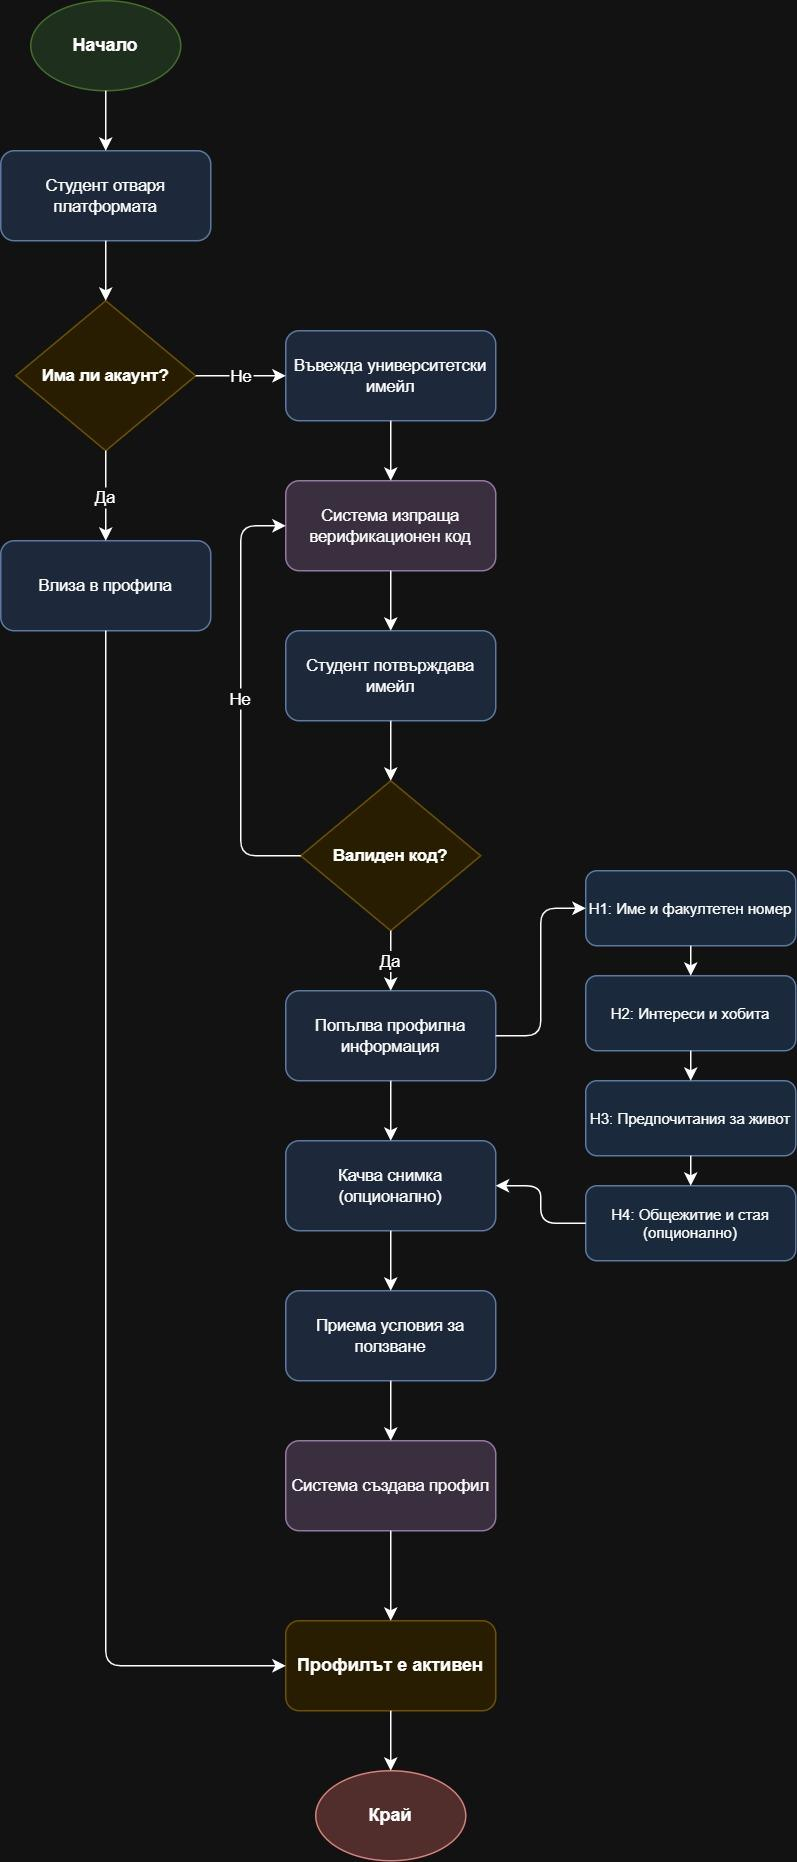 Начало
Студент отваря
платформата
Има ли акаунт?
Не
Въвежда университетски
имейл
Да
Система изпраща
верификационен код
Влиза в профила
Студент потвърждава
имейл
Не
Валиден код?
Да
Попълва профилна
информация
H1: Име и факултетен номер
H2: Интереси и хобита
H3: Предпочитания за живот
H4: Общежитие и стая
(опционално)
Качва снимка
(опционално)
Приема условия за
ползване
Система създава профил
Профилът е активен
Край